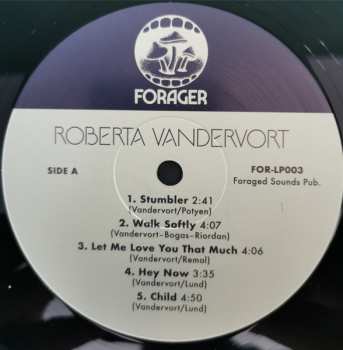 FORAGER
ROBERTA VANDERVORT
SIDE A
FOR-LP003
Foraged Sounds Pub.
1. Stumbler 2:41
(Vandervort/Potyen)
2. Walk Softly 4:07
(Vandervort-Bogas-Riordan)
3. Let Me Love You That Much 4:06
(Vandervort/Remal)
4. Hey Now 3:35
(Vandervort/Lund)
5. Child 4:50
(Vandervort/Lund)